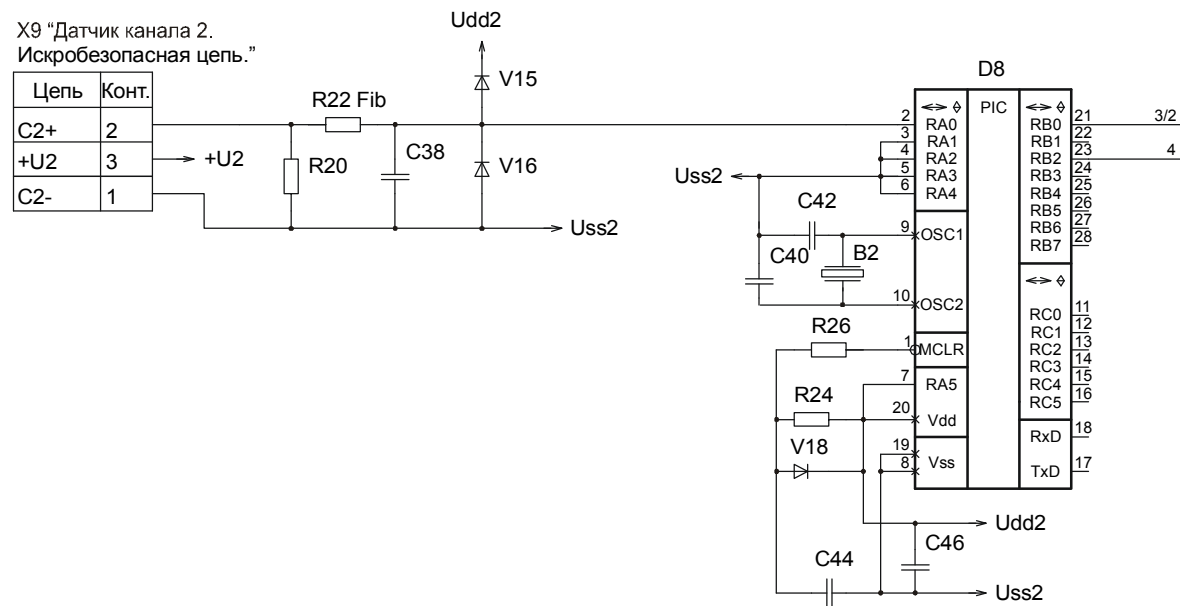 X9 “Датчик канала 2.
Искробезопасная цепь.”
Цепь Конт.
C2+ 2
+U2 3
C2- 1
+U2
R22 Fib
R20
C38
Udd2
V15
V16
Uss2
D8
PIC
2 RA0
3 RA1
4 RA2
5 RA3
6 RA4
9 OSC1
10 OSC2
1 MCLR
7 RA5
20 Vdd
19
8 Vss
RB0 21 3/2
RB1 22
RB2 23 4
RB3 24
RB4 25
RB5 26
RB6 27
RB7 28
RC0 11
RC1 12
RC2 13
RC3 14
RC4 15
RC5 16
RxD 18
TxD 17
Uss2
C42
C40
B2
R26
R24
V18
C44
C46
Udd2
Uss2